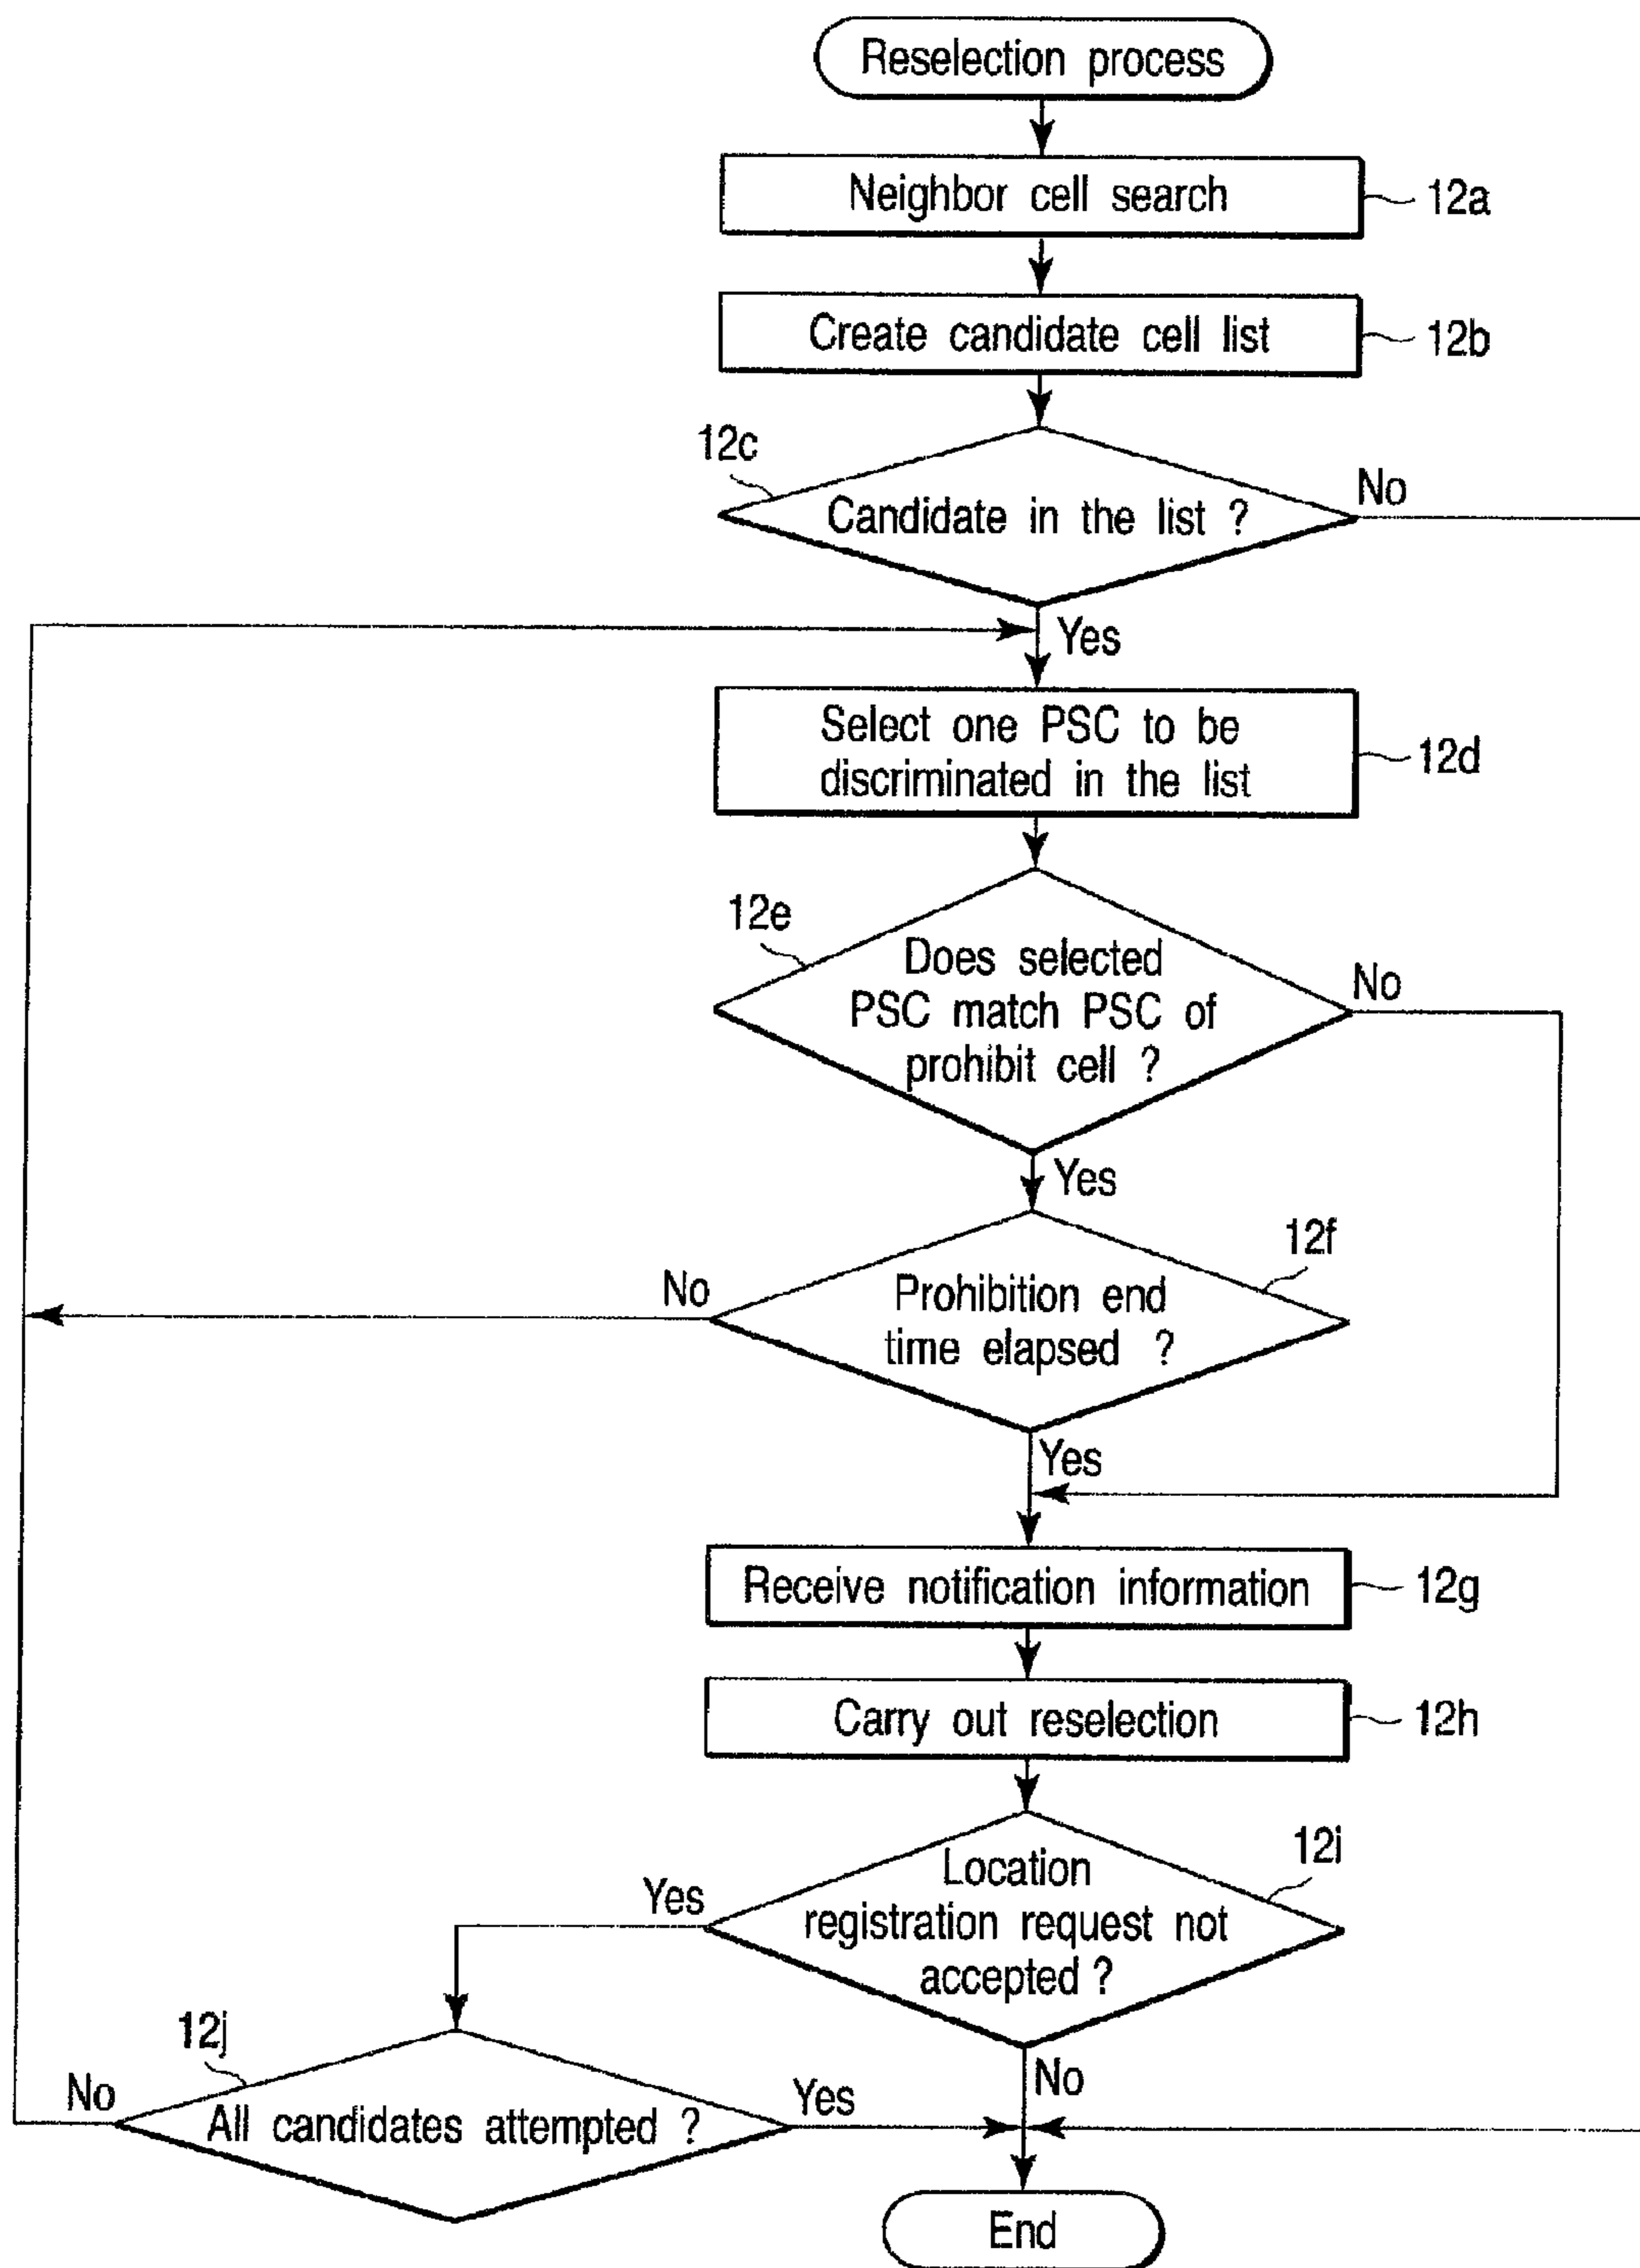 Reselection process
Neighbor cell search
12a
Create candidate cell list
12b
12c
Candidate in the list ?
No
Yes
Select one PSC to be
discriminated in the list
12d
12e
Does selected
PSC match PSC of
prohibit cell ?
No
Yes
12f
Prohibition end
time elapsed ?
No
Yes
Receive notification information
12g
Carry out reselection
12h
12i
Location
registration request not
accepted ?
Yes
No
12j
All candidates attempted ?
No
Yes
End